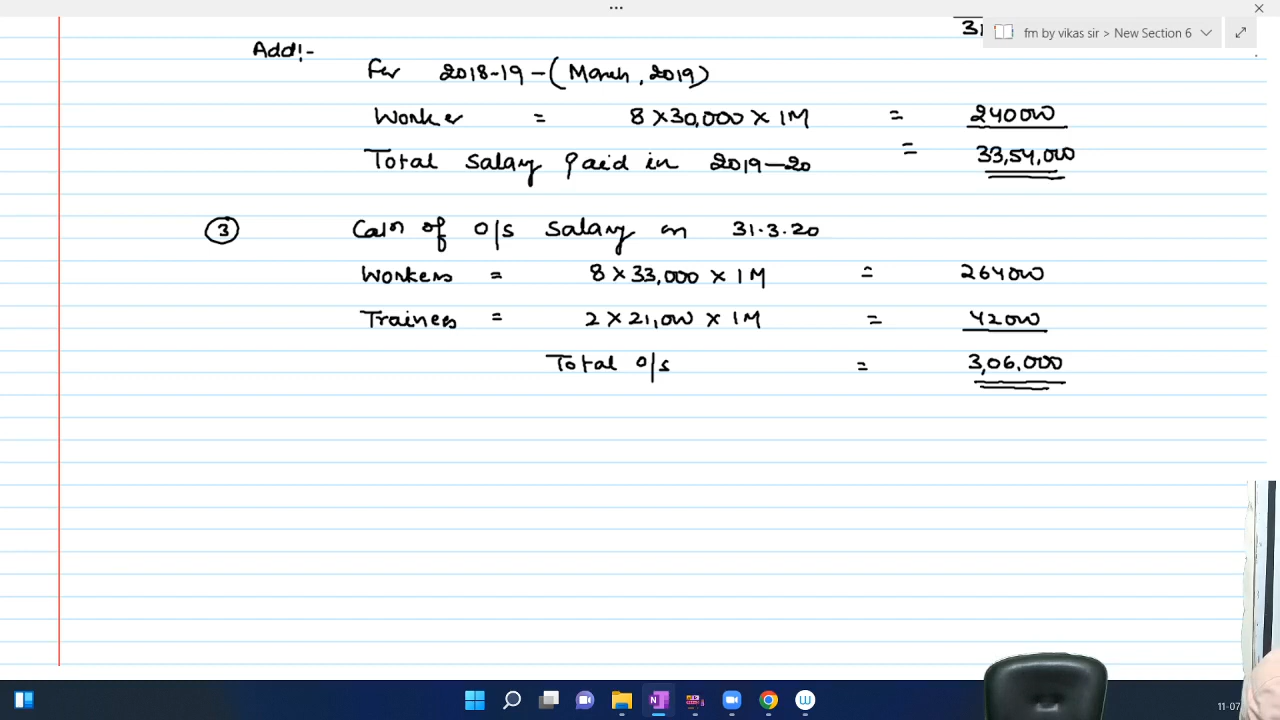 fm by vikas sir > New Section 6
Add:-
For 2018-19-(March, 2019)
Worker = 8 x 30,000 x 1M = 240000
Total salary paid in 2019-20 = 33,54,000
③ Caln of O/S salary on 31.3.20
Workers = 8 x 33,000 x 1M = 264000
Trainees = 2 x 21,000 x 1M = 42000
Total O/s = 3,06,000
11-07